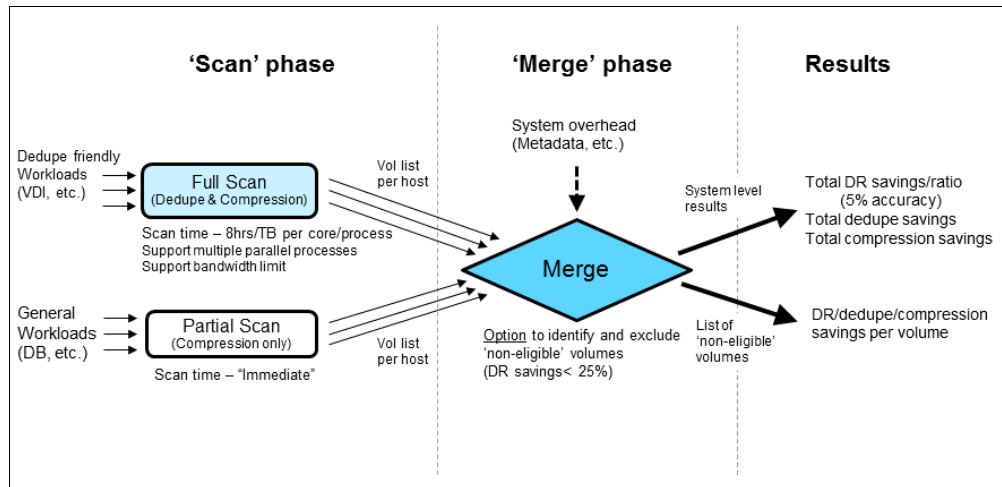 ‘Scan’ phase
‘Merge’ phase
Results
Dedupe friendly
Workloads
(VDI, etc.)
Full Scan
(Dedupe & Compression)
Scan time – 8hrs/TB per core/process
Support multiple parallel processes
Support bandwidth limit
Vol list
per host
General
Workloads
(DB, etc.)
Partial Scan
(Compression only)
Scan time – “Immediate”
Vol list
per host
System overhead
(Metadata, etc.)
Merge
Option to identify and exclude
‘non-eligible’ volumes
(DR savings< 25%)
System level
results
Total DR savings/ratio
(5% accuracy)
Total dedupe savings
Total compression savings
List of
‘non-eligible’
volumes
DR/dedupe/compression
savings per volume